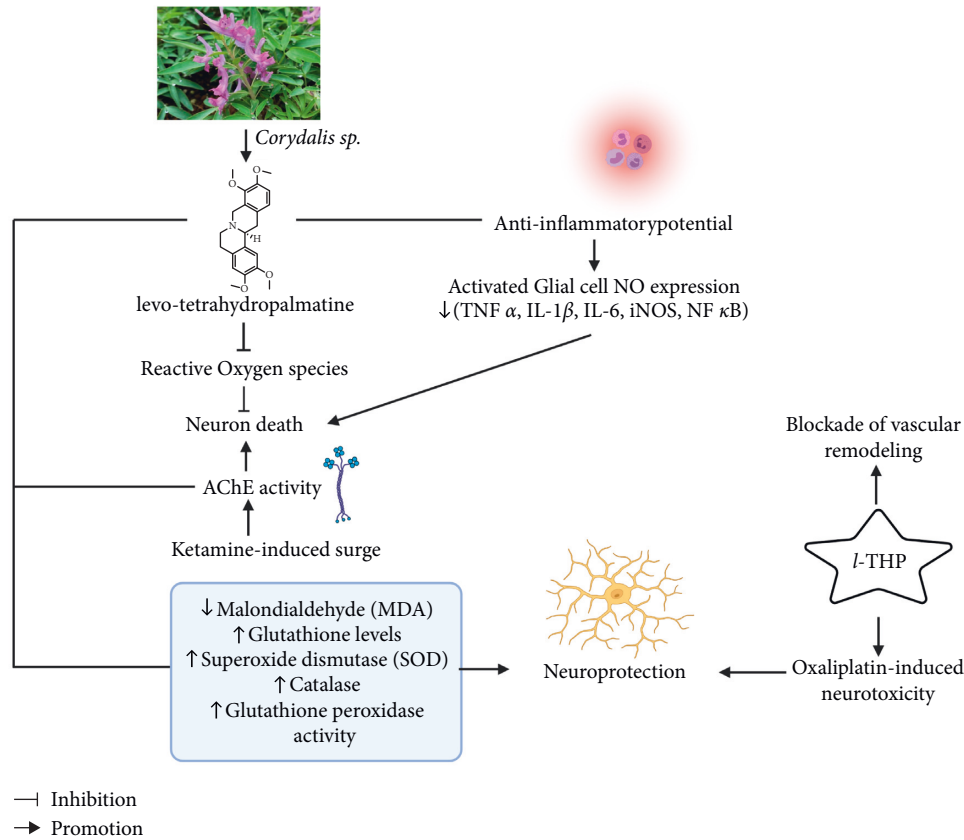 Corydalis sp.
O
O
N
H
O
O
levo-tetrahydropalmatine
Anti-inflammatorypotential
Activated Glial cell NO expression
↓(TNF α, IL-1β, IL-6, iNOS, NF κB)
Reactive Oxygen species
Neuron death
AChE activity
Ketamine-induced surge
↓ Malondialdehyde (MDA)
↑ Glutathione levels
↑ Superoxide dismutase (SOD)
↑ Catalase
↑ Glutathione peroxidase
activity
Neuroprotection
Blockade of vascular
remodeling
l-THP
Oxaliplatin-induced
neurotoxicity
Inhibition
Promotion